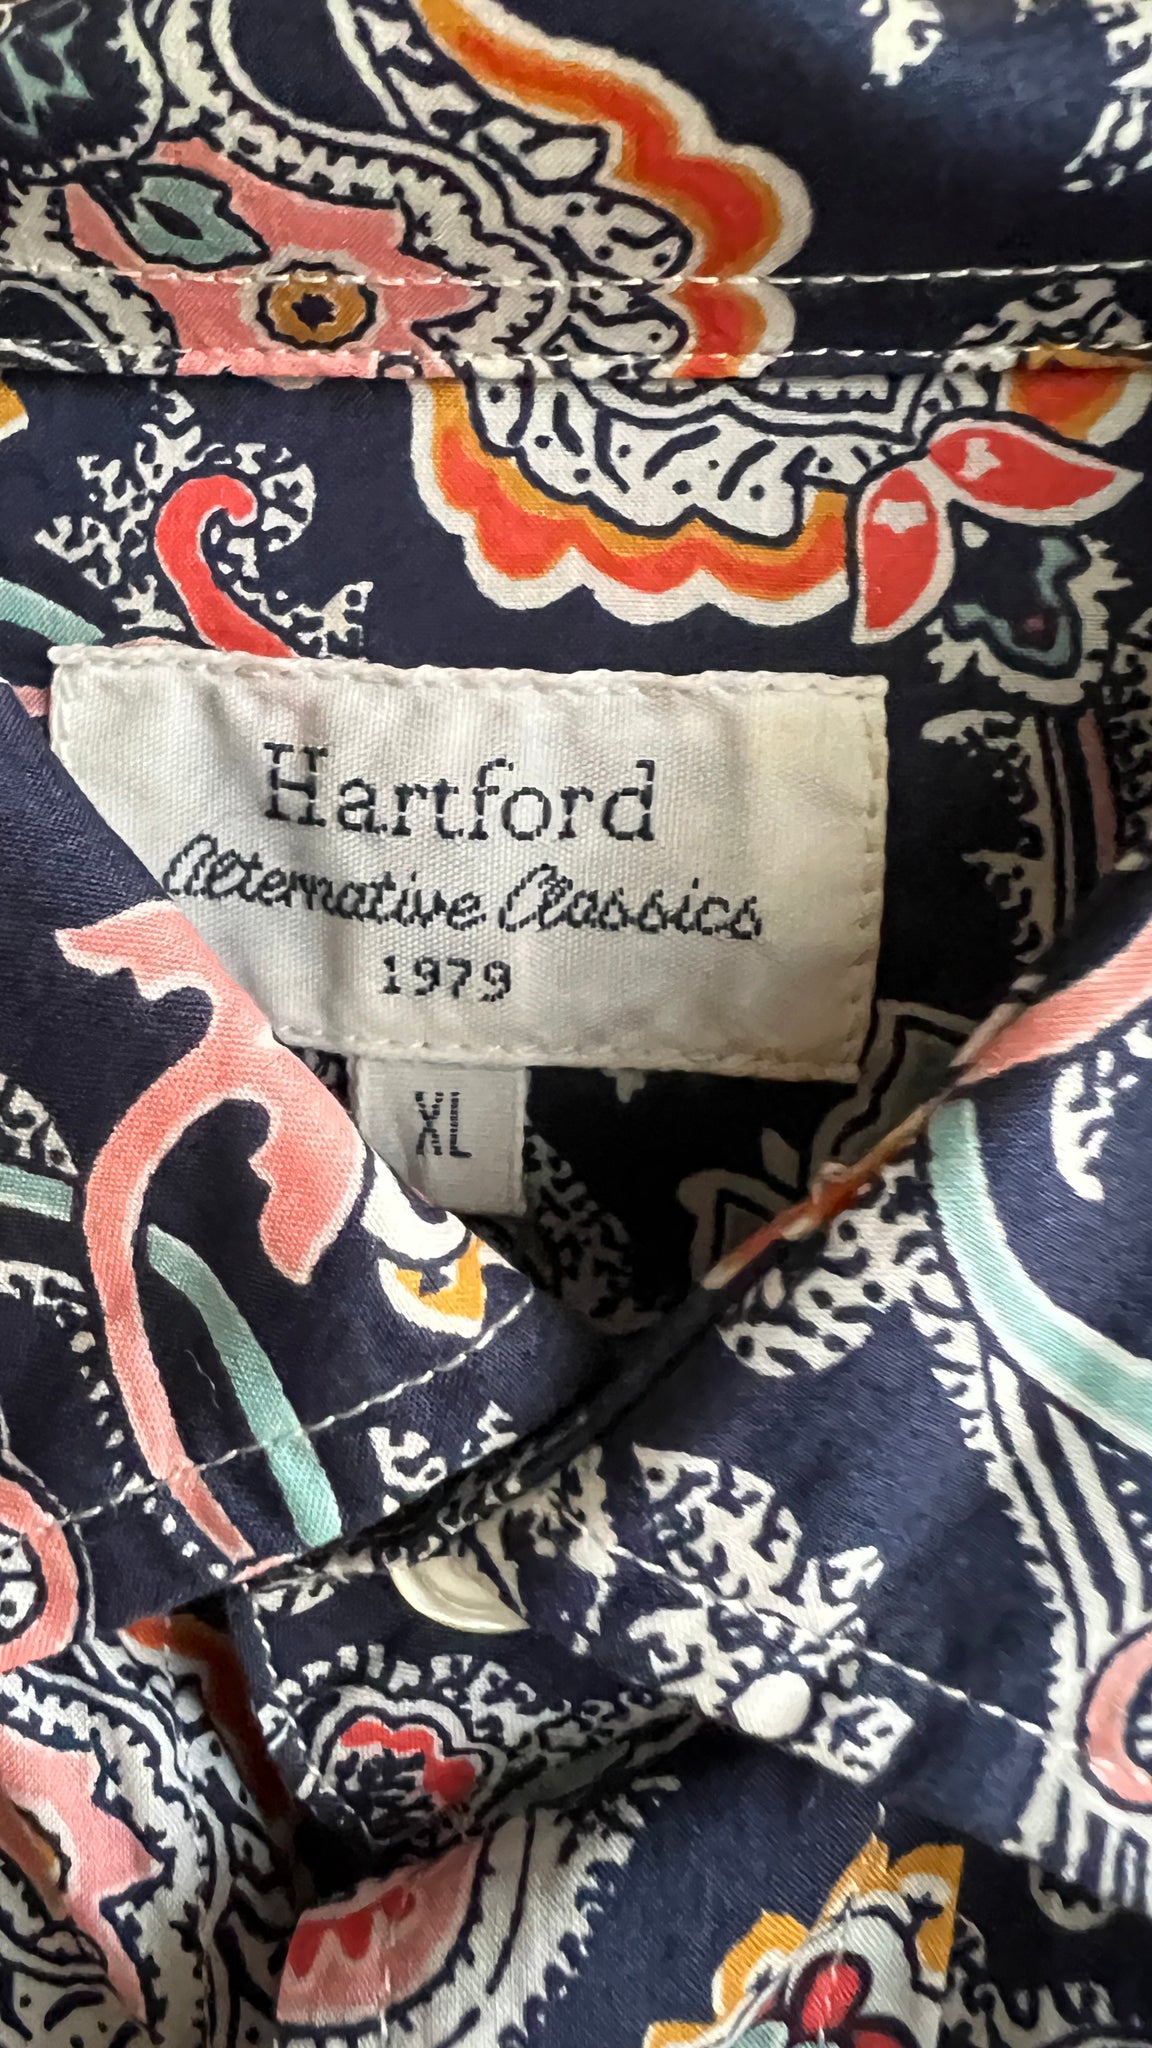 Hartford
Alternative Classics
1979
XL